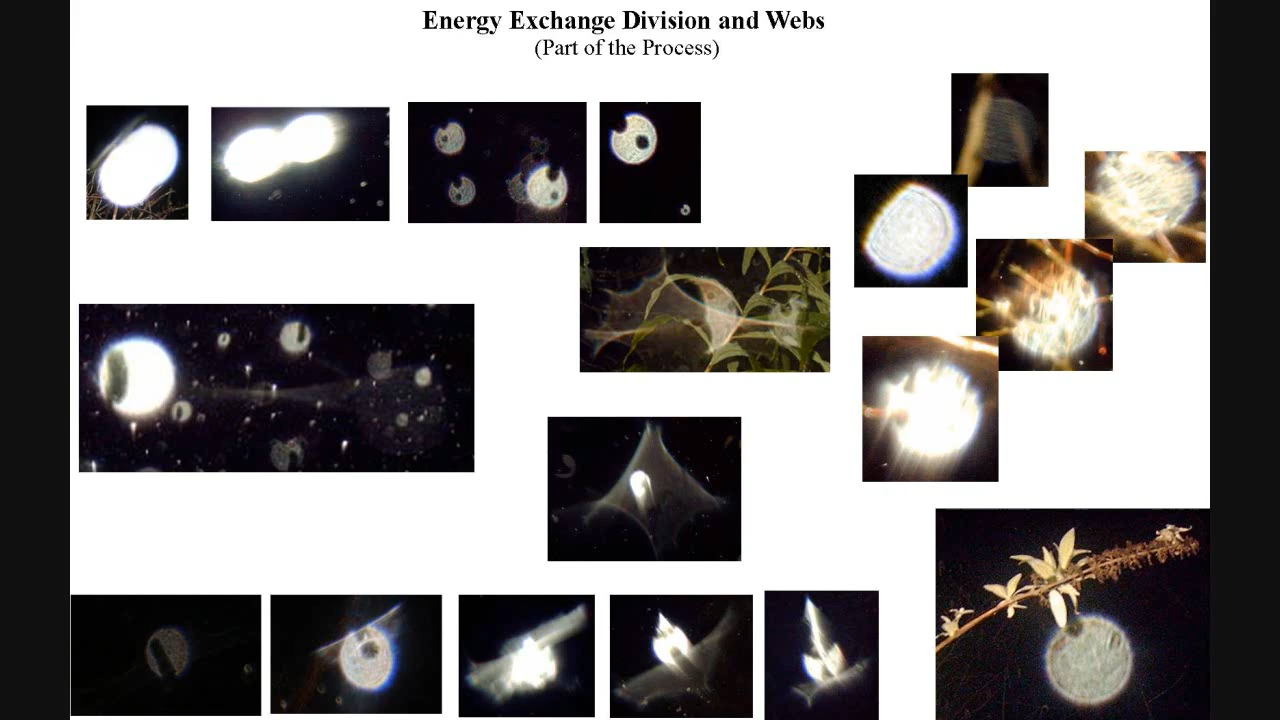 Energy Exchange Division and Webs
(Part of the Process)